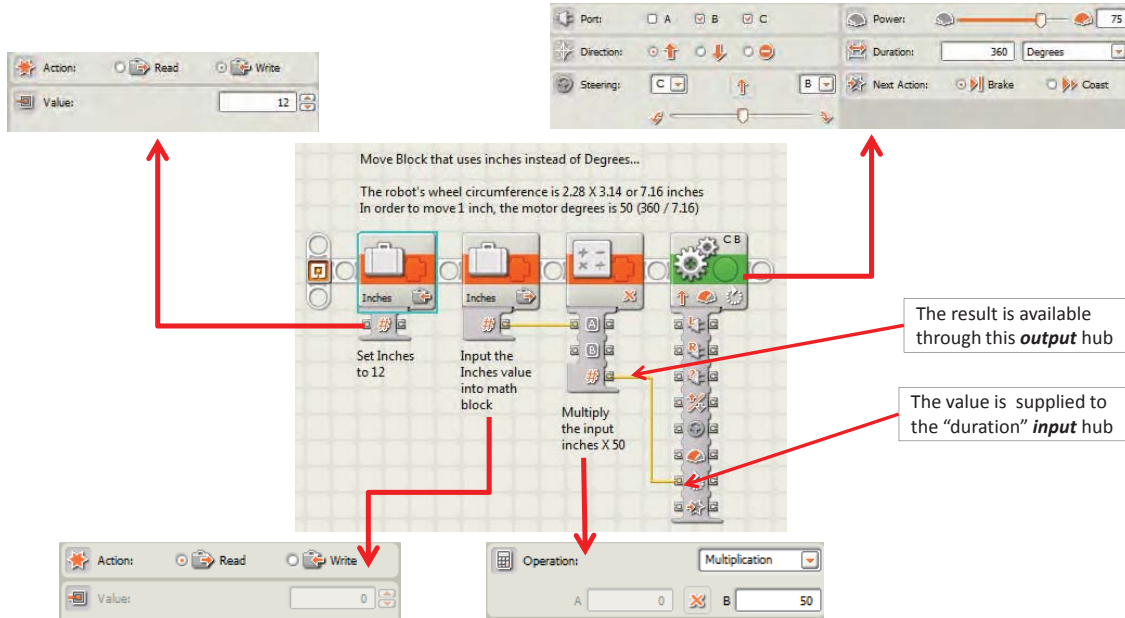 Port: A B C Power: 75
Direction: Duration: 360 Degrees
Steering: C B Next Action: Brake Coast
Action: Read Write
Value: 12
Move Block that uses inches instead of Degrees...
The robot's wheel circumference is 2.28 X 3.14 or 7.16 inches
In order to move 1 inch, the motor degrees is 50 (360 / 7.16)
C B
Inches
Inches
#
#
A
B
#
L
R
?
Set Inches
to 12
Input the
Inches value
into math
block
Multiply
the input
inches X 50
The result is available
through this output hub
The value is supplied to
the “duration” input hub
Action: Read Write
Value: 0
Operation: Multiplication
A 0 B 50